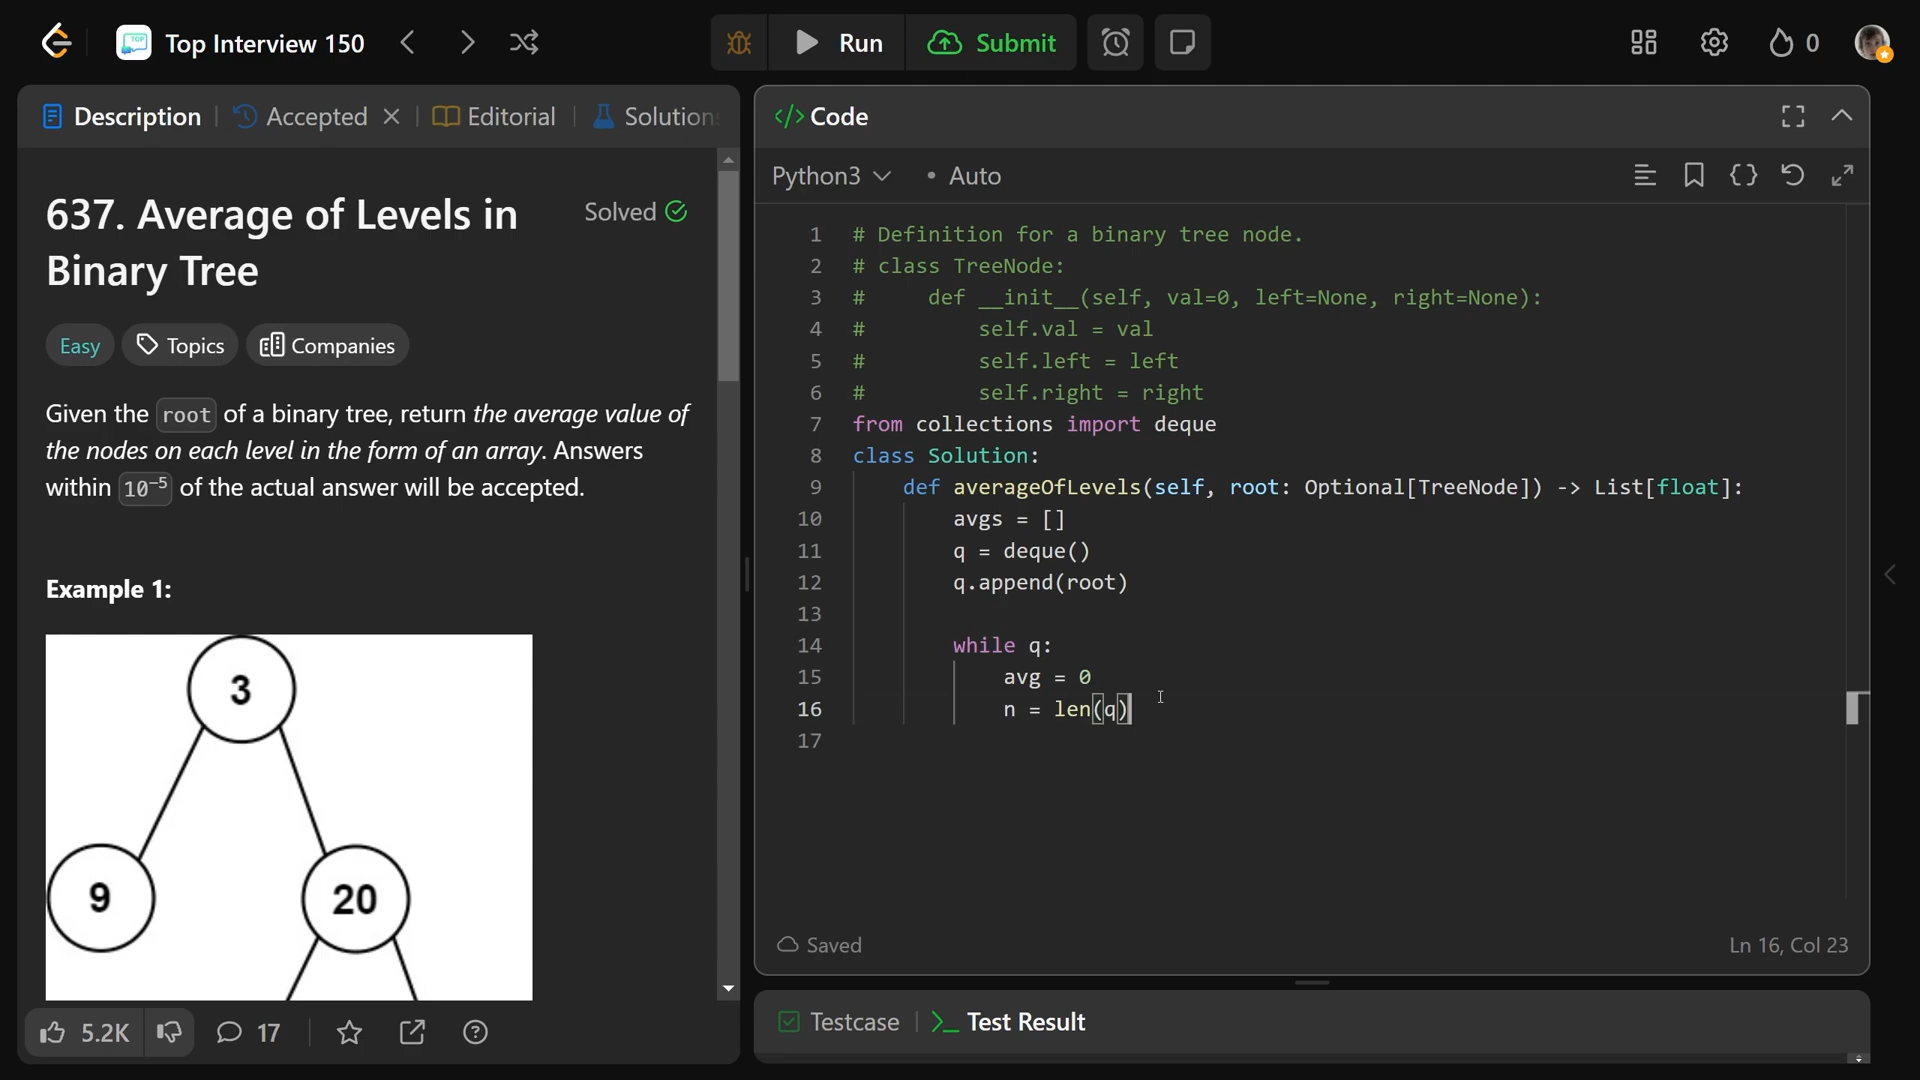 Top Interview 150
Run
Submit
0
Description
Accepted
Editorial
Solution
637. Average of Levels in
Binary Tree
Solved
Easy
Topics
Companies
Given the root of a binary tree, return the average value of
the nodes on each level in the form of an array. Answers
within 10⁻⁵ of the actual answer will be accepted.
Example 1:
3
9
20
5.2K
17
</> Code
Python3
• Auto
1 # Definition for a binary tree node.
2 # class TreeNode:
3 #     def __init__(self, val=0, left=None, right=None):
4 #         self.val = val
5 #         self.left = left
6 #         self.right = right
7 from collections import deque
8 class Solution:
9     def averageOfLevels(self, root: Optional[TreeNode]) -> List[float]:
10         avgs = []
11         q = deque()
12         q.append(root)
13
14         while q:
15             avg = 0
16             n = len(q)
17
Saved
Ln 16, Col 23
Testcase
Test Result